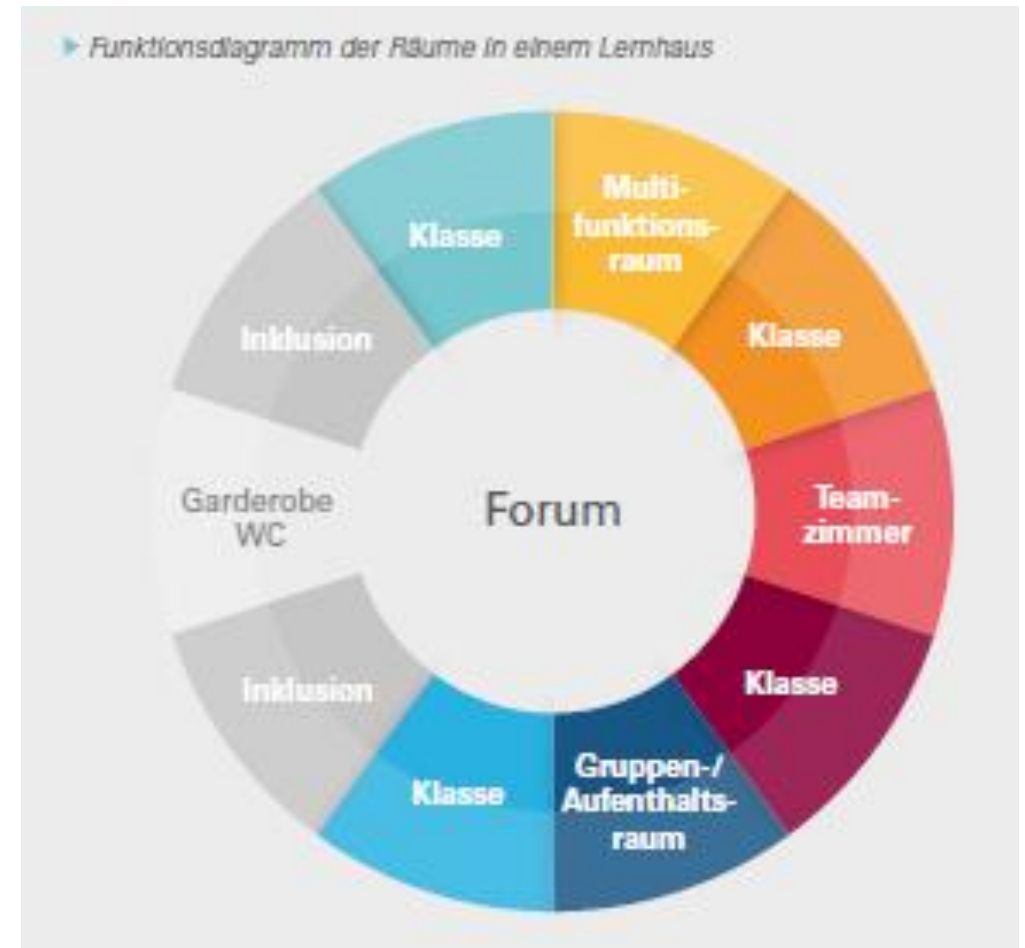 ▶ Funktionsdiagramm der Räume in einem Lernhaus
Klasse
Multi-
funktions-
raum
Klasse
Team-
zimmer
Klasse
Gruppen-/
Aufenthalts-
raum
Klasse
Inklusion
Garderobe
WC
Inklusion
Forum